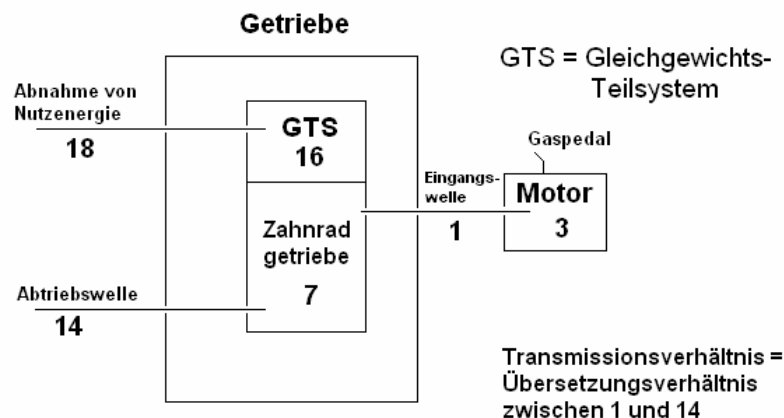 Getriebe
GTS = Gleichgewichts-
Teilsystem
Abnahme von
Nutzenergie
18
GTS
16
Gaspedal
Eingangs-
welle
1
Motor
3
Zahnrad
getriebe
7
Abtriebswelle
14
Transmissionsverhältnis =
Übersetzungsverhältnis
zwischen 1 und 14